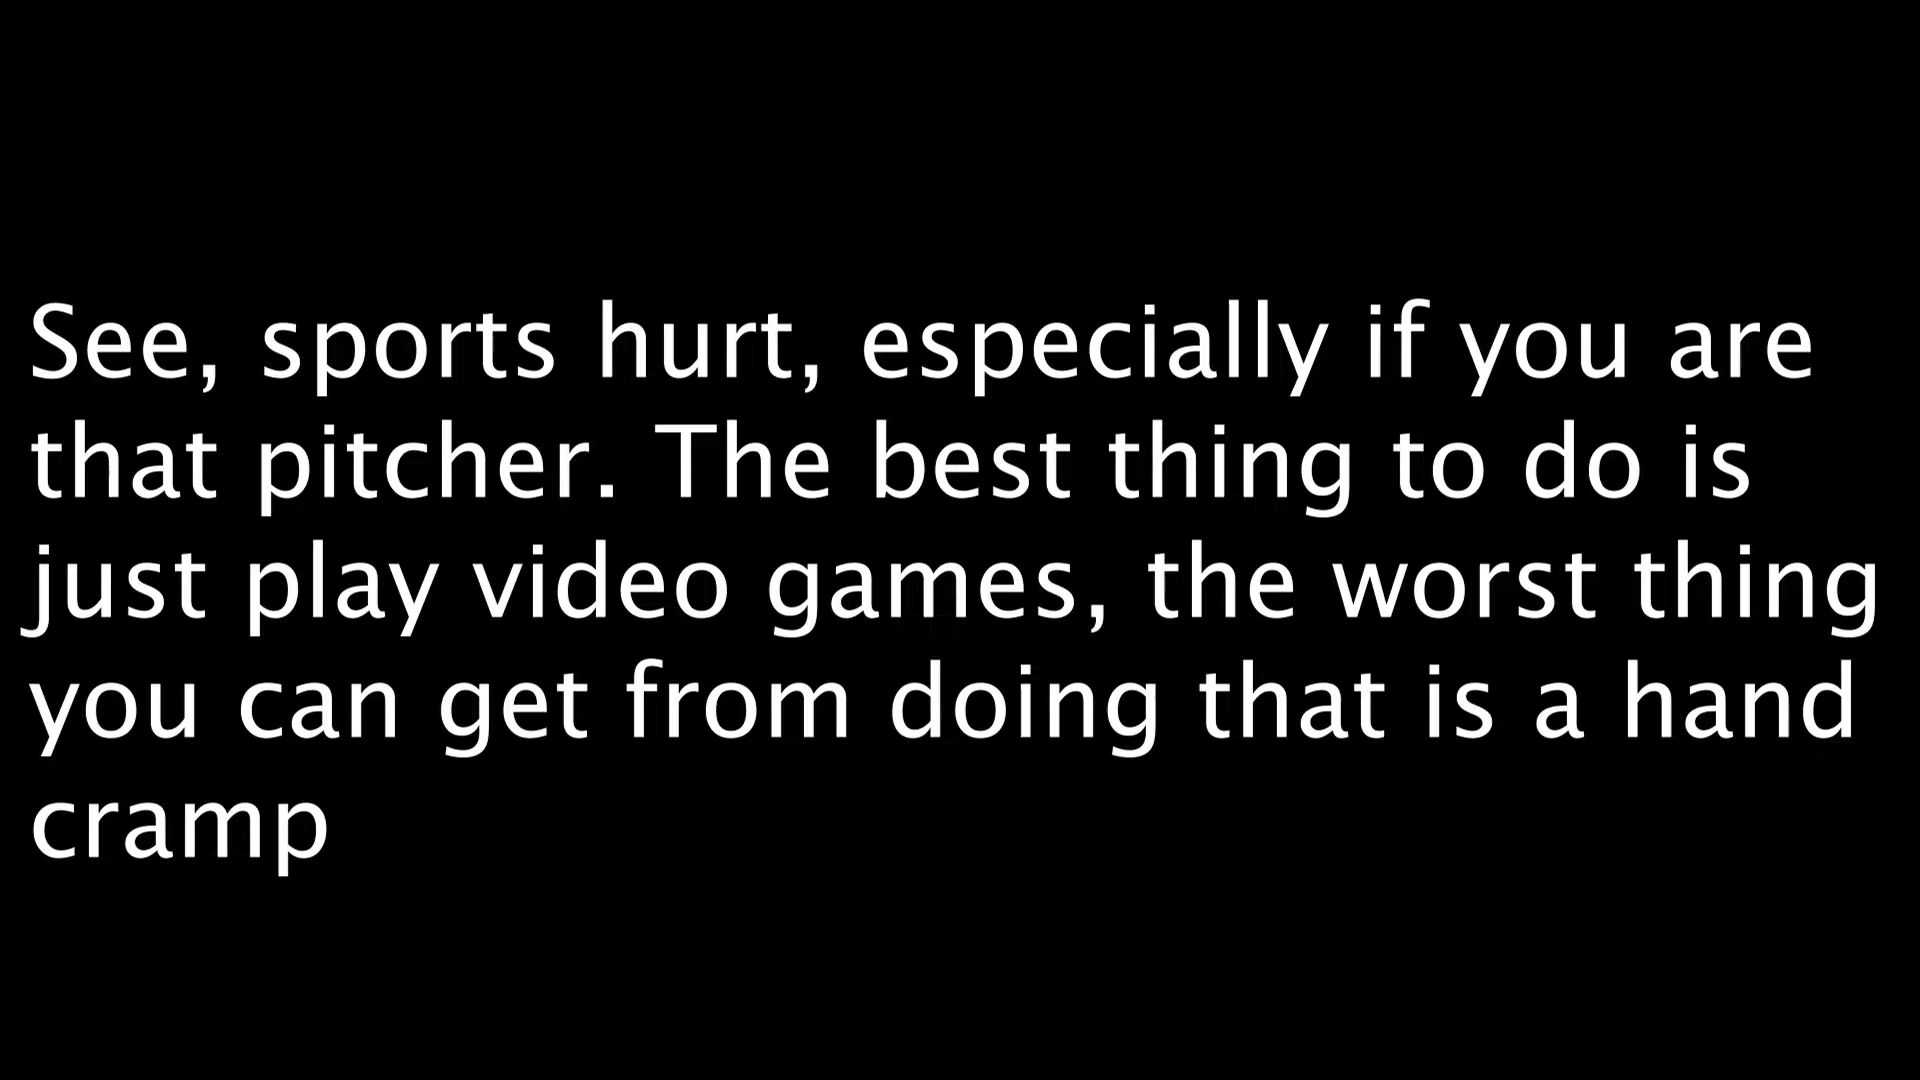 See, sports hurt, especially if you are
that pitcher. The best thing to do is
just play video games, the worst thing
you can get from doing that is a hand
cramp